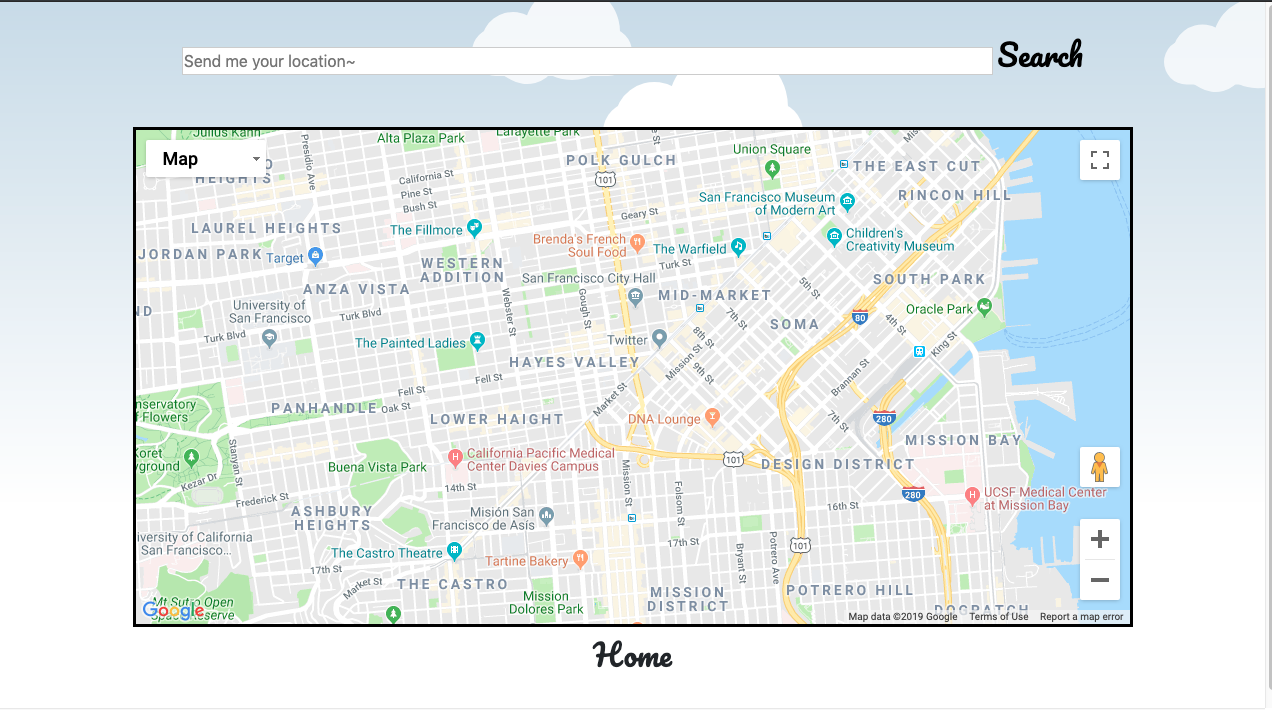 Send me your location~
Search
Julius Kahn
Alta Plaza Park
Lafayette Park
Map
Presidio Ave
HEIGHTS
California St
Pine St
Bush St
POLK GULCH
101
Union Square
THE EAST CUT
RINCON HILL
San Francisco Museum
of Modern Art
Geary St
LAUREL HEIGHTS
The Fillmore
Brenda's French
Soul Food
The Warfield
Children's
Creativity Museum
JORDAN PARK
Target
WESTERN
ADDITION
Turk St
San Francisco City Hall
SOUTH PARK
ANZA VISTA
MID-MARKET
5th St
University of
San Francisco
Turk Blvd
Turk Blvd
Webster St
Gough St
7th St
SOMA
80
Oracle Park
4th St
King St
The Painted Ladies
Twitter
8th St
Mission St
9th St
HAYES VALLEY
Fell St
Fell St
Market St
Brannan St
PANHANDLE
Oak St
LOWER HAIGHT
DNA Lounge
7th St
280
nservatory
f Flowers
MISSION BAY
Koret
yground
Stanyan St
Kezar Dr
Buena Vista Park
California Pacific Medical
Center Davies Campus
101
DESIGN DISTRICT
14th St
Mission St
Folsom St
280
UCSF Medical Center
at Mission Bay
Frederick St
ASHBURY
HEIGHTS
Misión San
Francisco de Asís
16th St
iversity of California
San Francisco...
The Castro Theatre
Tartine Bakery
17th St
Bryant St
Potrero Ave
101
17th St
Market St
THE CASTRO
Mission
Dolores Park
MISSION
DISTRICT
POTRERO HILL
Mt Sutro Open
Space Reserve
Google
DOGPATCH
Map data ©2019 Google
Terms of Use
Report a map error
Home